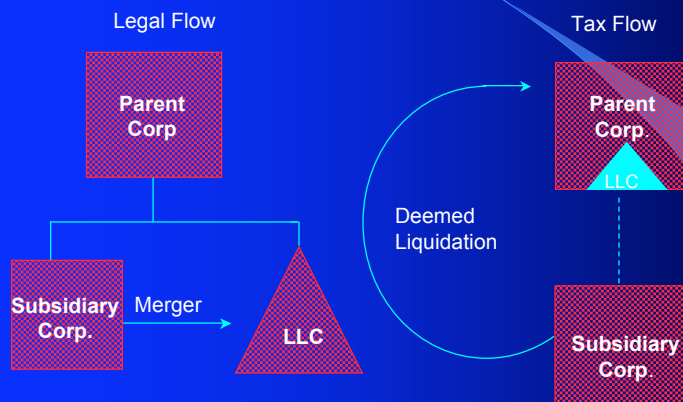 Legal Flow
Tax Flow
Parent
Corp
Subsidiary
Corp.
Merger
LLC
Deemed
Liquidation
Parent
Corp.
LLC
Subsidiary
Corp.